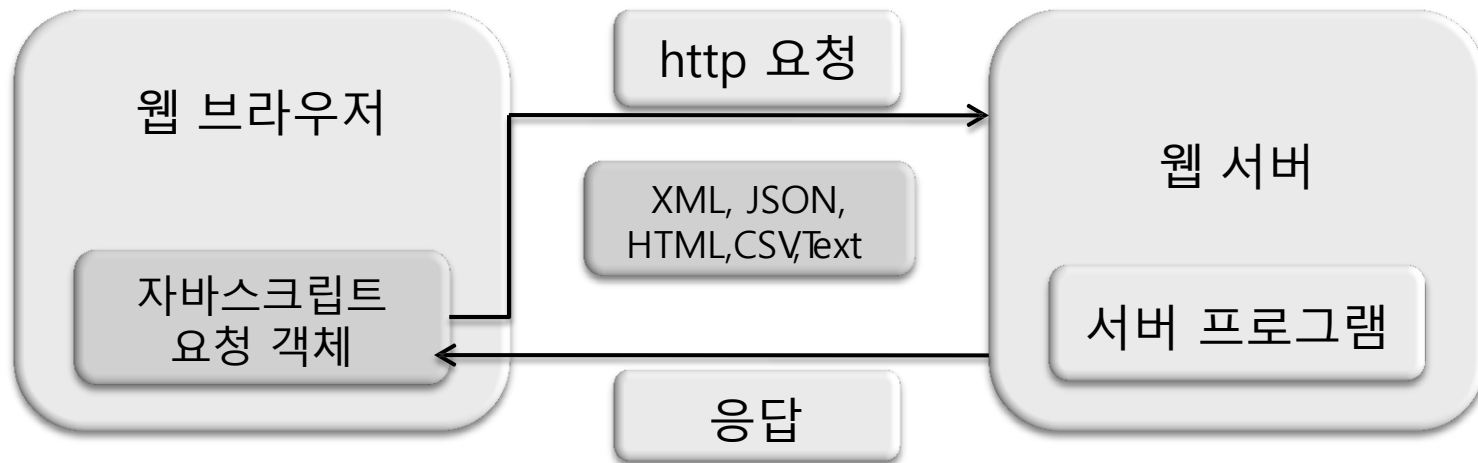 웹 브라우저
자바스크립트
요청 객체
http 요청
XML, JSON,
HTML,CSV,Text
응답
웹 서버
서버 프로그램